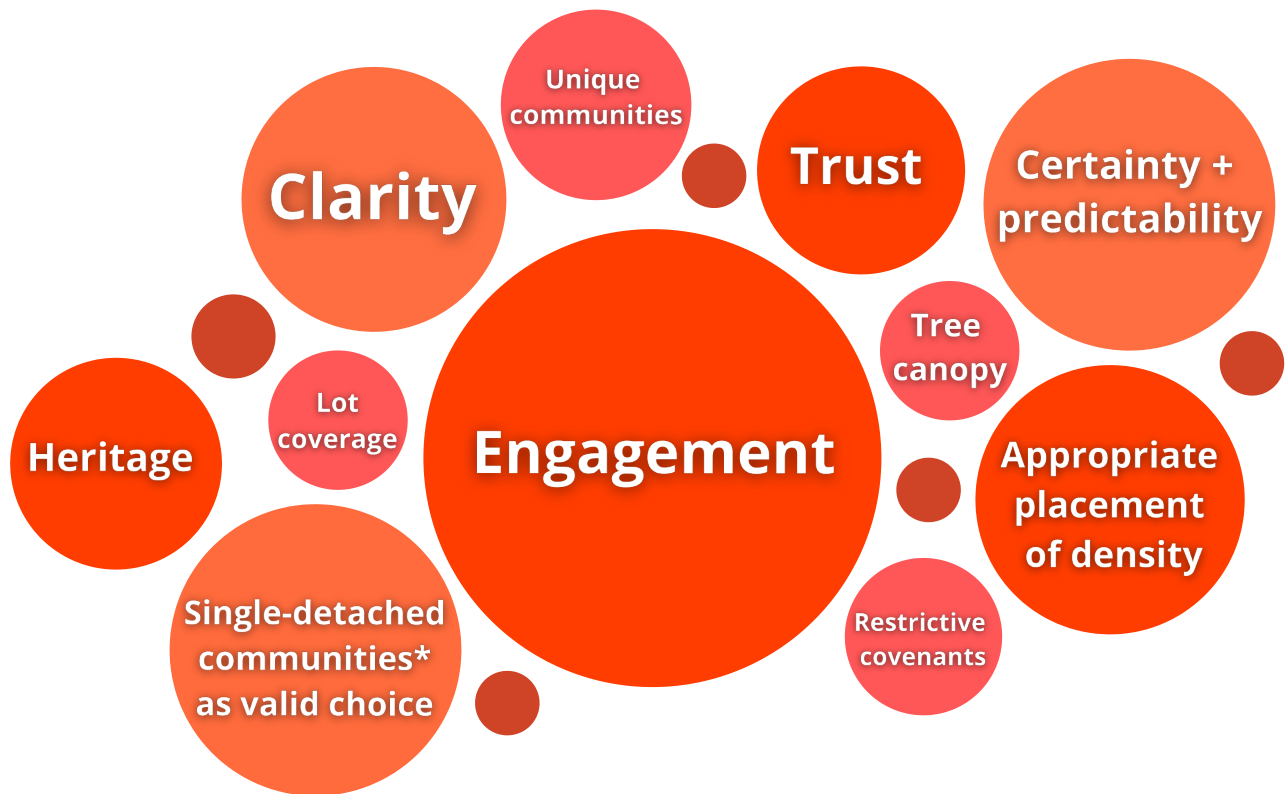 Unique
communities
Clarity
Trust
Certainty +
predictability
Tree
canopy
Lot
coverage
Heritage
Engagement
Appropriate
placement
of density
Single-detached
communities*
as valid choice
Restrictive
covenants